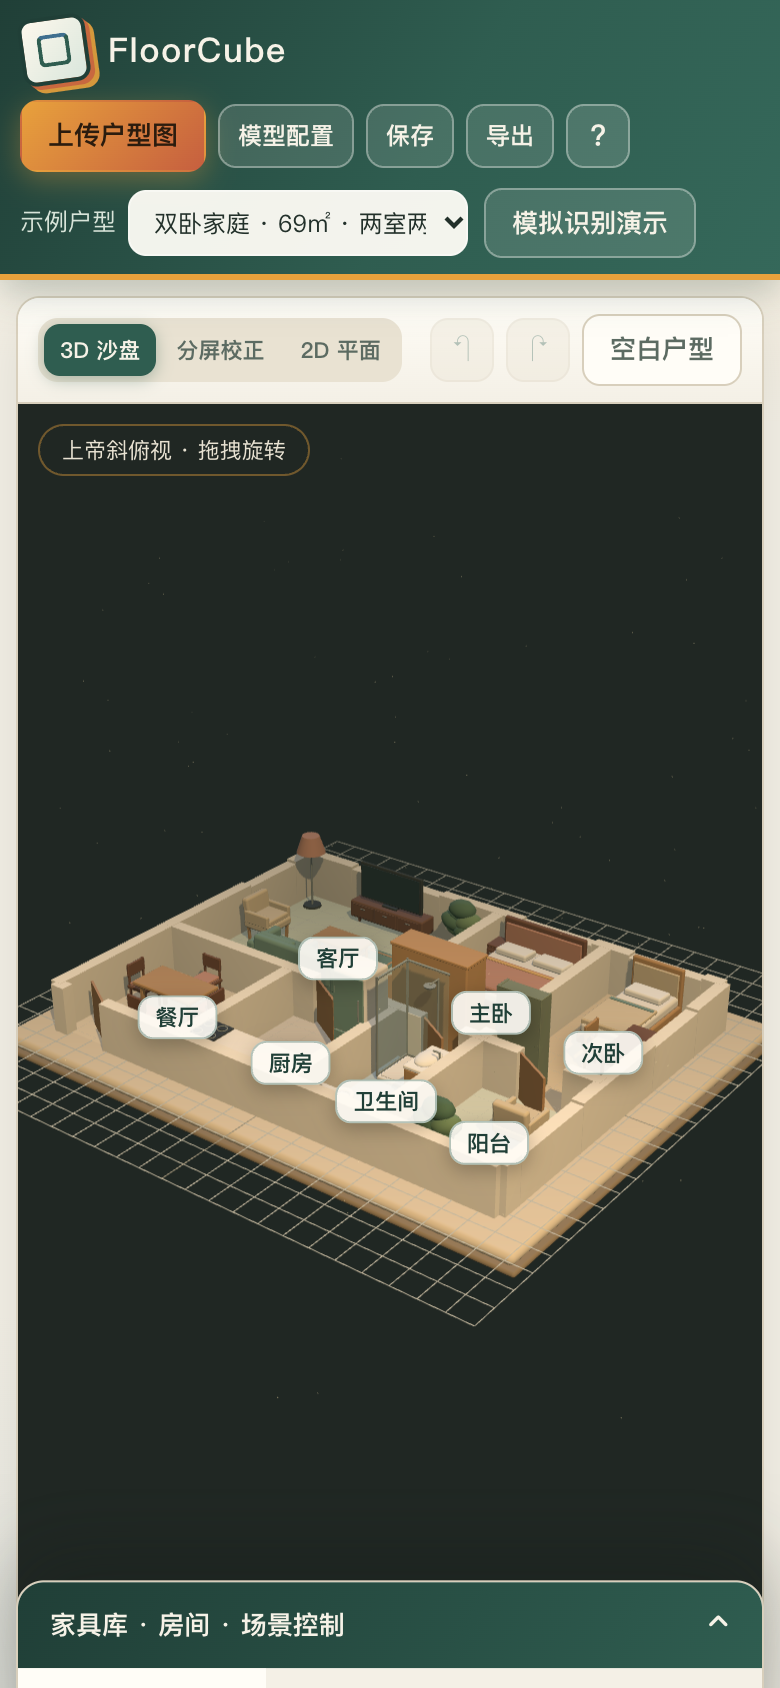 FloorCube
上传户型图
模型配置
保存
导出
?
示例户型
双卧家庭 · 69㎡ · 两室两
模拟识别演示
3D 沙盘
分屏校正
2D 平面
空白户型
上帝斜俯视 · 拖拽旋转
客厅
餐厅
主卧
次卧
厨房
卫生间
阳台
家具库 · 房间 · 场景控制